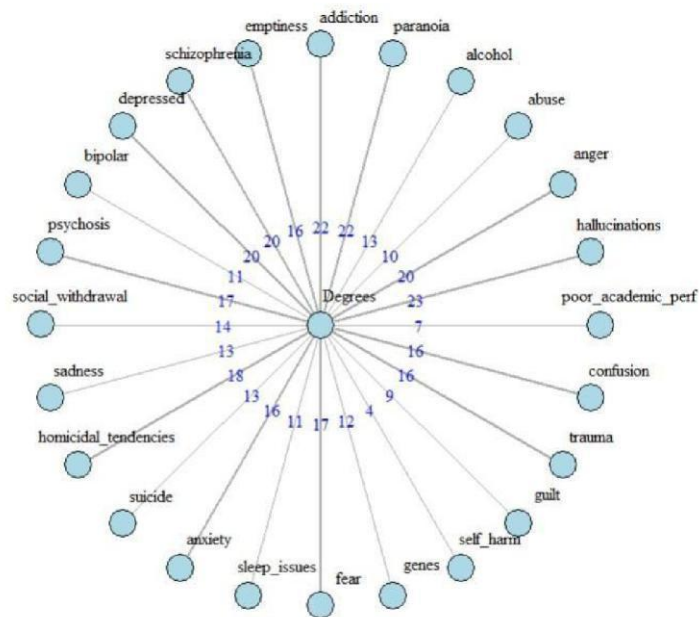 addiction
emptiness
paranoia
schizophrenia
alcohol
depressed
abuse
bipolar
anger
psychosis
hallucinations
social_withdrawal
poor_academic_perf
sadness
confusion
homicidal_tendencies
trauma
suicide
guilt
anxiety
self_harm
sleep_issues
genes
fear
Degrees
16
22
22
20
13
20
10
11
20
17
23
14
7
13
16
18
16
13
9
16
4
11
12
17